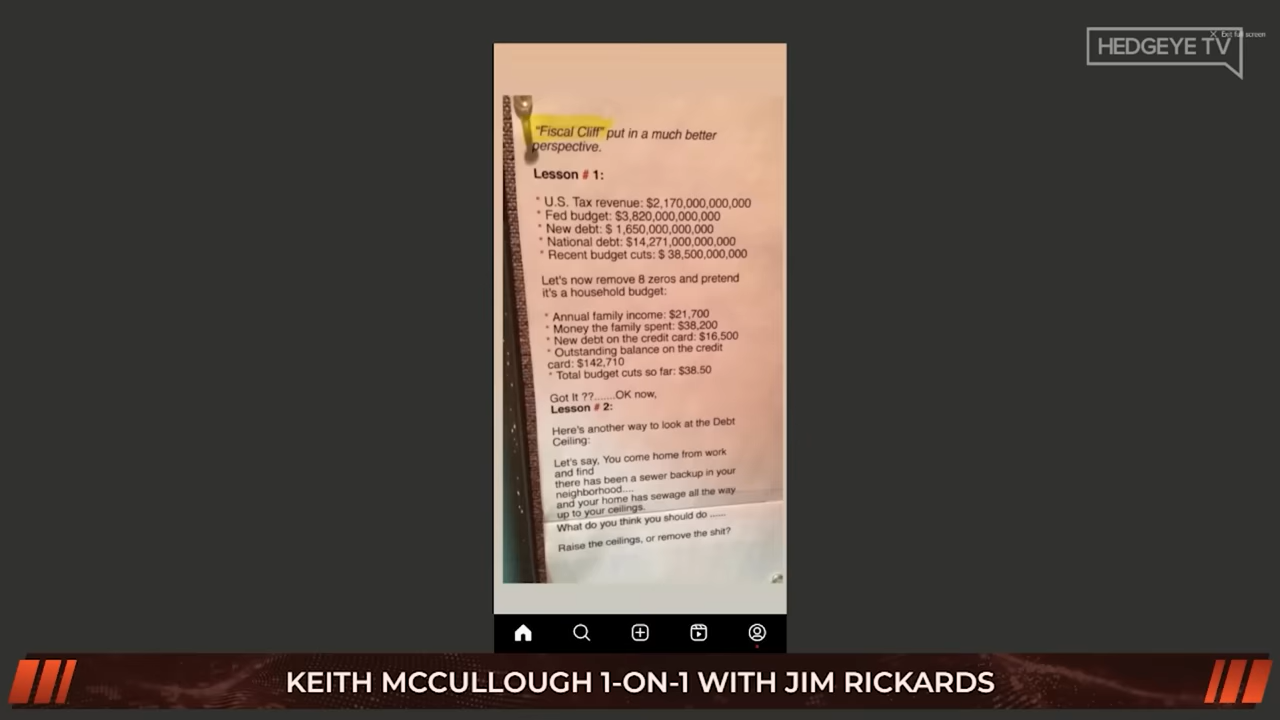 HEDGEYE TV
Exit full screen
"Fiscal Cliff" put in a much better
perspective.
Lesson # 1:
* U.S. Tax revenue: $2,170,000,000,000
* Fed budget: $3,820,000,000,000
* New debt: $ 1,650,000,000,000
* National debt: $14,271,000,000,000
* Recent budget cuts: $ 38,500,000,000
Let's now remove 8 zeros and pretend
it's a household budget:
* Annual family income: $21,700
* Money the family spent: $38,200
* New debt on the credit card: $16,500
* Outstanding balance on the credit
card: $142,710
* Total budget cuts so far: $38.50
Got It ??.......OK now,
Lesson # 2:
Here's another way to look at the Debt
Ceiling:
Let's say, You come home from work
and find
there has been a sewer backup in your
neighborhood....
and your home has sewage all the way
up to your ceilings.
What do you think you should do ......
Raise the ceilings, or remove the shit?
KEITH MCCULLOUGH 1-ON-1 WITH JIM RICKARDS